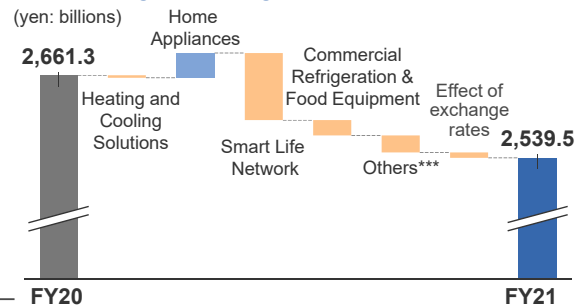 (yen: billions)
Home
Appliances
2,661.3
Commercial
Refrigeration &
Food Equipment
Heating and
Cooling
Solutions
Effect of
exchange
rates
Smart Life
Network
Others***
2,539.5
FY20
FY21